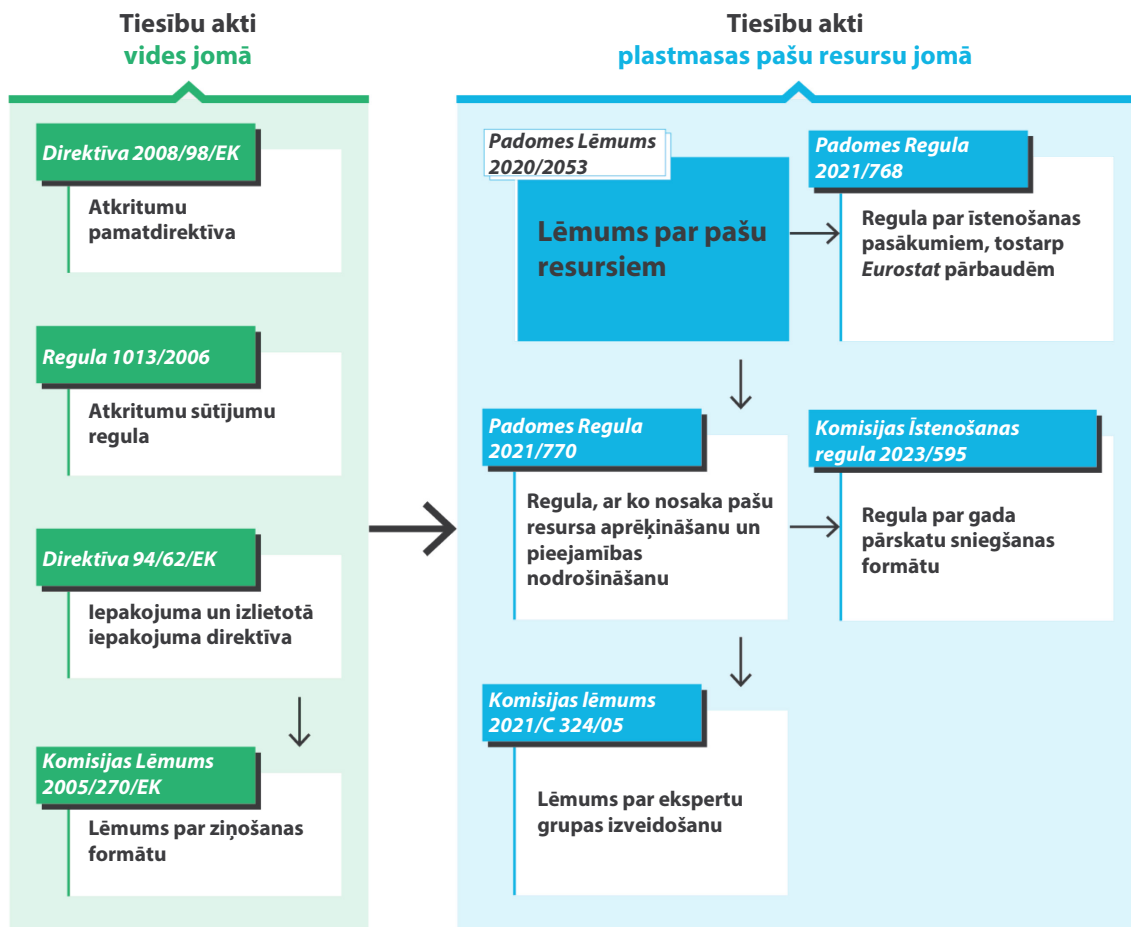 Tiesību akti
vides jomā
Direktīva 2008/98/EK
Atkritumu
pamatdirektīva
Regula 1013/2006
Atkritumu sūtījumu
regula
Direktīva 94/62/EK
Iepakojuma un izlietotā
iepakojuma direktīva
Komisijas Lēmums
2005/270/EK
Lēmums par ziņošanas
formātu
Tiesību akti
plastmasas pašu resursu jomā
Padomes Lēmums
2020/2053
Lēmums par pašu
resursiem
Padomes Regula
2021/768
Regula par īstenošanas
pasākumiem, tostarp
Eurostat pārbaudēm
Padomes Regula
2021/770
Regula, ar ko nosaka pašu
resursa aprēķināšanu un
pieejamības
nodrošināšanu
Komisijas Īstenošanas
regula 2023/595
Regula par gada
pārskatu sniegšanas
formātu
Komisijas lēmums
2021/C 324/05
Lēmums par ekspertu
grupas izveidošanu